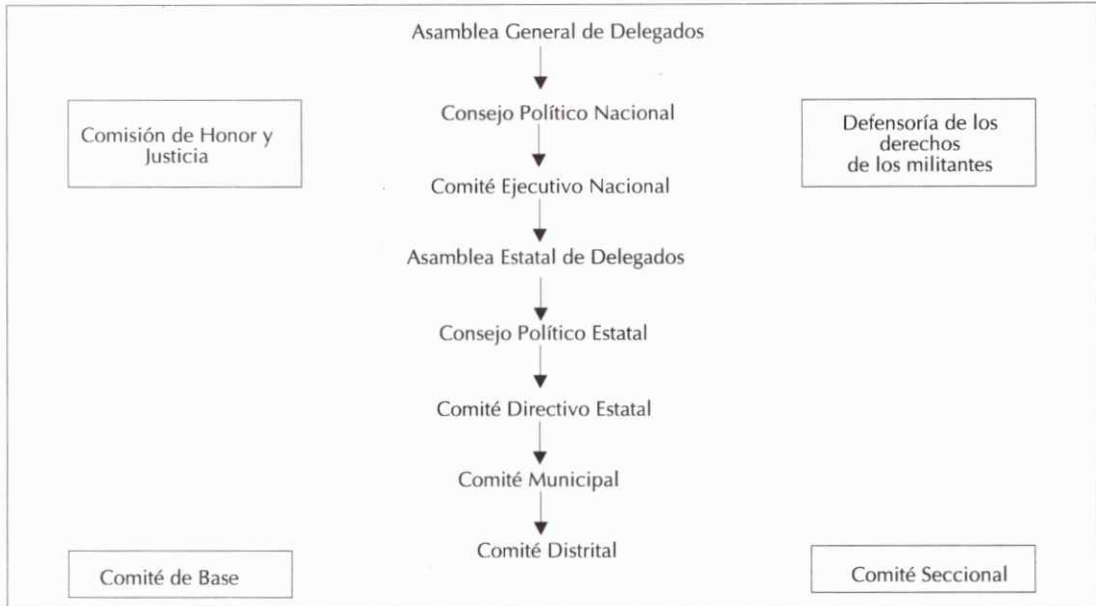 Asamblea General de Delegados
Consejo Político Nacional
Comisión de Honor y
Justicia
Defensoría de los
derechos
de los militantes
Comité Ejecutivo Nacional
Asamblea Estatal de Delegados
Consejo Político Estatal
Comité Directivo Estatal
Comité Municipal
Comité Distrital
Comité de Base
Comité Seccional